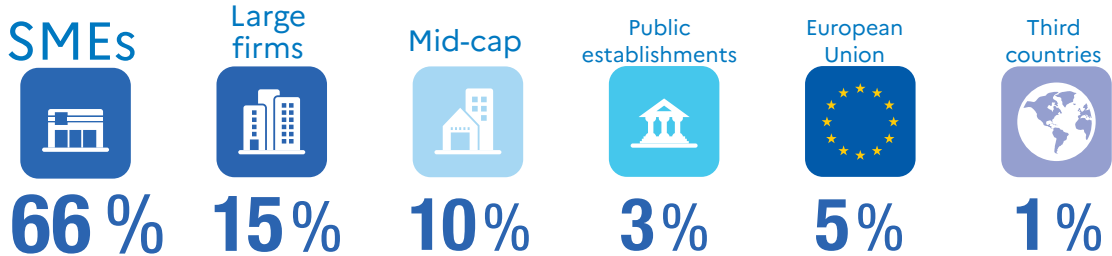 SMEs
66 %
Large
firms
15 %
Mid-cap
10 %
Public
establishments
3 %
European
Union
5 %
Third
countries
1 %